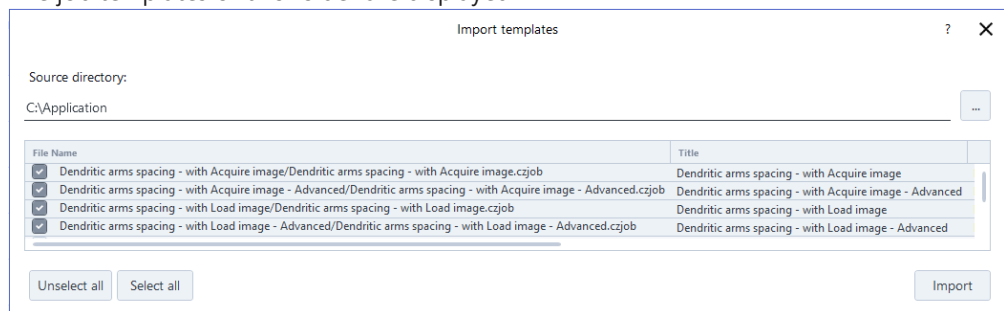 Import templates ? X
Source directory:
C:\Application ...
File Name Title
Dendritic arms spacing - with Acquire image/Dendritic arms spacing - with Acquire image.czjob Dendritic arms spacing - with Acquire image
Dendritic arms spacing - with Acquire image - Advanced/Dendritic arms spacing - with Acquire image - Advanced.czjob Dendritic arms spacing - with Acquire image - Advanced
Dendritic arms spacing - with Load image/Dendritic arms spacing - with Load image.czjob Dendritic arms spacing - with Load image
Dendritic arms spacing - with Load image - Advanced/Dendritic arms spacing - with Load image - Advanced.czjob Dendritic arms spacing - with Load image - Advanced
Unselect all Select all Import